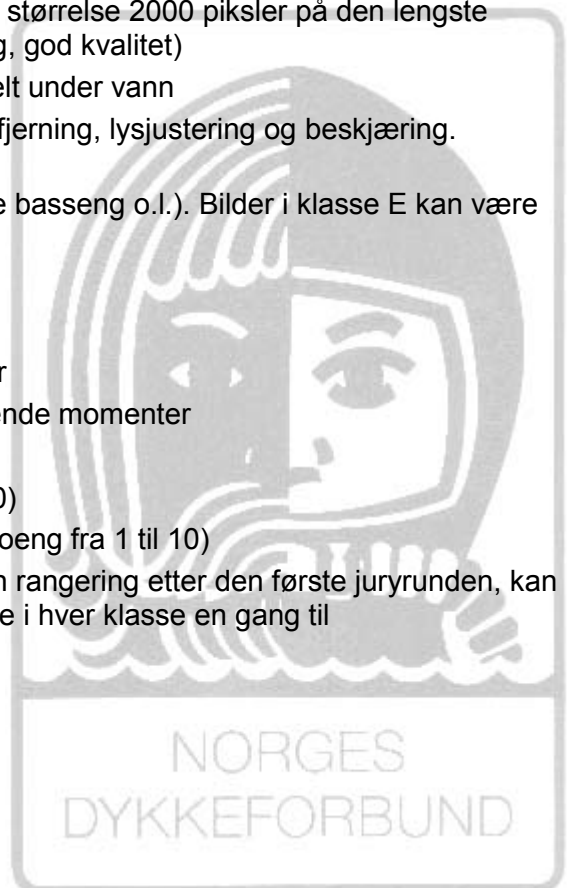 størrelse 2000 piksler på den lengste
g, god kvalitet)
elt under vann
fjerning, lysjustering og beskjæring.
e basseng o.l.). Bilder i klasse E kan være
r
ende momenter
0)
poeng fra 1 til 10)
n rangering etter den første juryrunden, kan
e i hver klasse en gang til
NORGES
DYKKEFORBUND